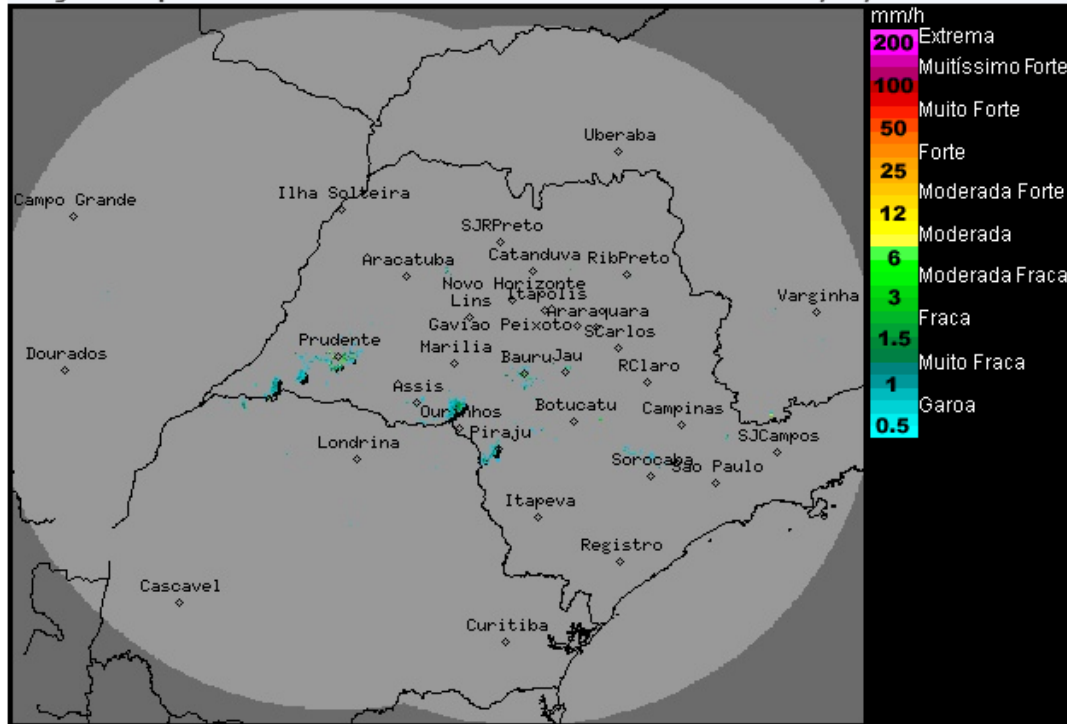 mm/h
200 Extrema
Muitíssimo Forte
100
Muito Forte
50
Forte
25
Moderada Forte
12
Moderada
6
Moderada Fraca
3
Fraca
1.5
Muito Fraca
1
Garoa
0.5
Uberaba
Campo Grande
Ilha Solteira
SJRPreto
Catanduva
RibPreto
Aracatuba
Novo Horizonte
Itapolis
Lins
Araraquara
Varginha
Gaviao Peixoto
SCarlos
Prudente
Marilia
Dourados
Bauru
Jau
RClaro
Assis
Botucatu
Campinas
Ourinhos
Piraju
SJCampos
Londrina
Sorocaba
Sao Paulo
Itapeva
Registro
Cascavel
Curitiba